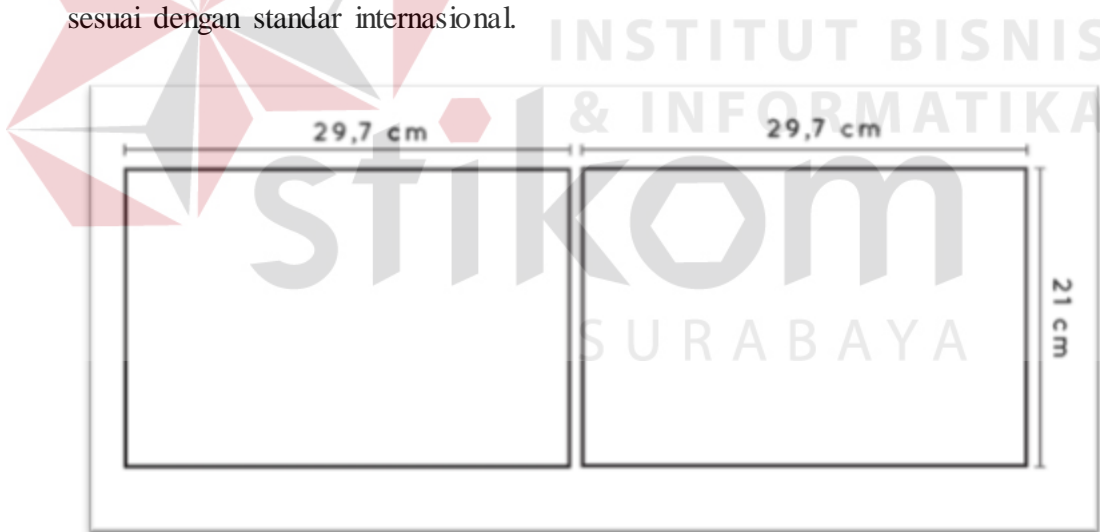 sesuai dengan standar internasional.
INSTITUT BISNIS
& INFORMATIKA
29,7 cm
29,7 cm
stikom
21 cm
SURABAYA